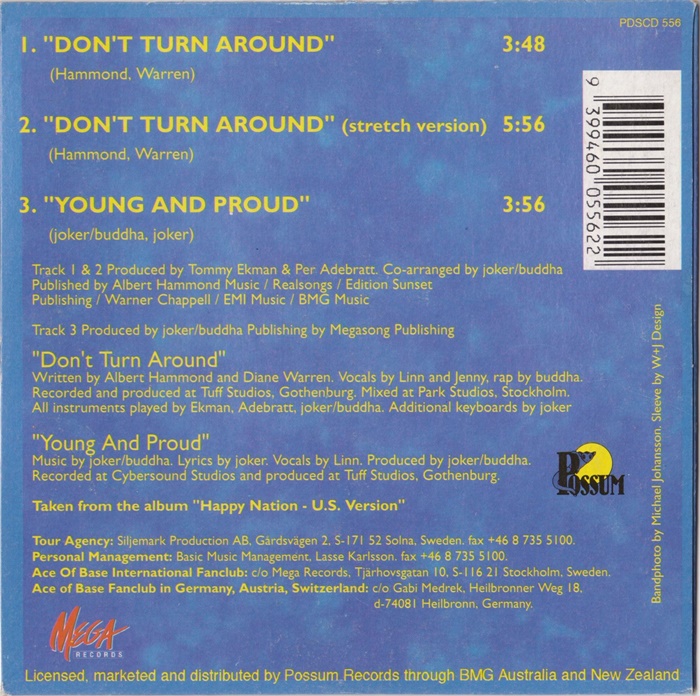 PDSCD 556
1. "DON'T TURN AROUND" 3:48
(Hammond, Warren)
2. "DON'T TURN AROUND" (stretch version) 5:56
(Hammond, Warren)
3. "YOUNG AND PROUD" 3:56
(joker/buddha, joker)
9 399460 055622
Track 1 & 2 Produced by Tommy Ekman & Per Adebratt. Co-arranged by joker/buddha
Published by Albert Hammond Music / Realsongs / Edition Sunset
Publishing / Warner Chappell / EMI Music / BMG Music
Track 3 Produced by joker/buddha Publishing by Megasong Publishing
"Don't Turn Around"
Written by Albert Hammond and Diane Warren. Vocals by Linn and Jenny, rap by buddha.
Recorded and produced at Tuff Studios, Gothenburg. Mixed at Park Studios, Stockholm.
All instruments played by Ekman, Adebratt, joker/buddha. Additional keyboards by joker
"Young And Proud"
Music by joker/buddha. Lyrics by joker. Vocals by Linn. Produced by joker/buddha.
Recorded at Cybersound Studios and produced at Tuff Studios, Gothenburg.
Taken from the album "Happy Nation - U.S. Version"
POSSUM
Bandphoto by Michael Johansson. Sleeve by W+J Design
Tour Agency: Siljemark Production AB, Gårdsvägen 2, S-171 52 Solna, Sweden. fax +46 8 735 5100.
Personal Management: Basic Music Management, Lasse Karlsson. fax +46 8 735 5100.
Ace Of Base International Fanclub: c/o Mega Records, Tjärhovsgatan 10, S-116 21 Stockholm, Sweden.
Ace of Base Fanclub in Germany, Austria, Switzerland: c/o Gabi Medrek, Heilbronner Weg 18.
d-74081 Heilbronn, Germany.
MEGA
RECORDS
Licensed, marketed and distributed by Possum Records through BMG Australia and New Zealand